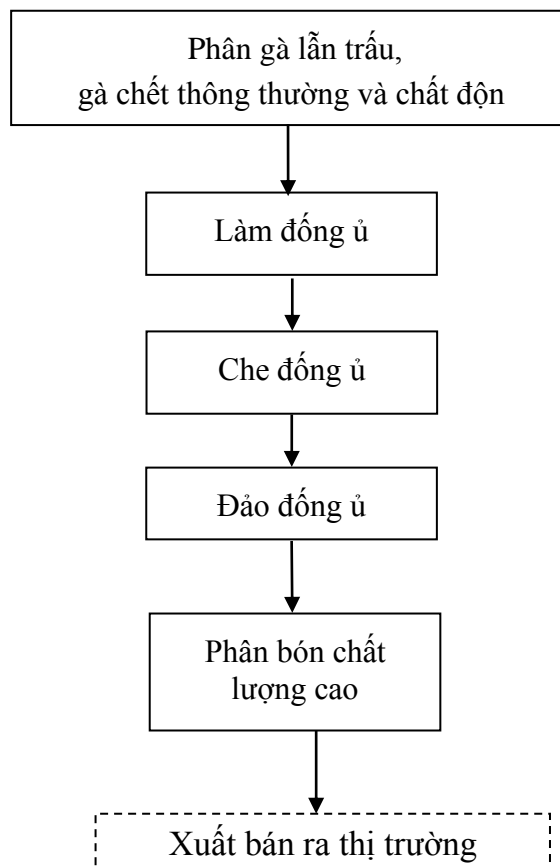 Phân gà lẫn trấu,
gà chết thông thường và chất độn
Làm đống ủ
Che đống ủ
Đảo đống ủ
Phân bón chất
lượng cao
Xuất bán ra thị trường